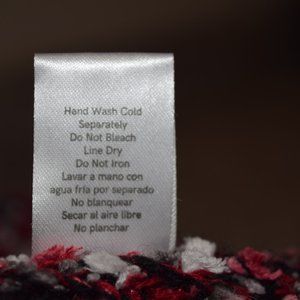 Hand Wash Cold
Separately
Do Not Bleach
Line Dry
Do Not Iron
Lavar a mano con
agua fría por separado
No blanquear
Secar al aire libre
No planchar